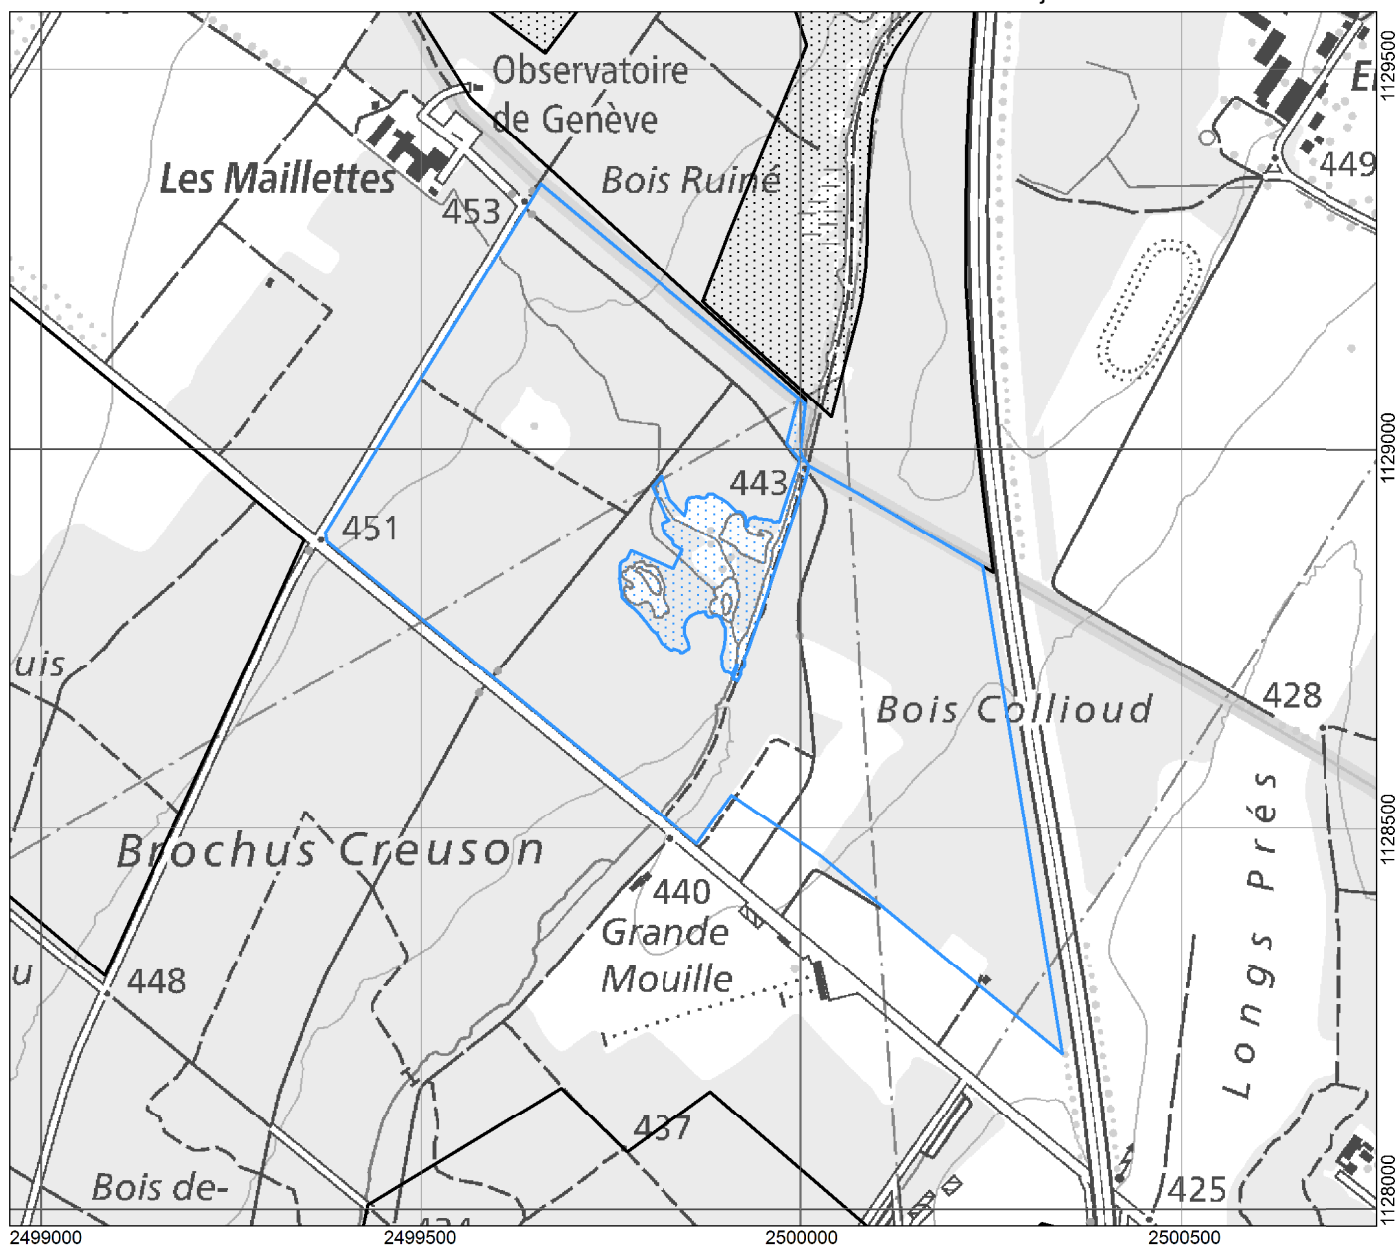 Observatoire
de Genève
E
1129500
449
Les Maillettes
Bois Ruiné
453
443
1129000
451
uis
428
Bois Collioud
Longs Prés
1128500
Brochus Creuson
440
Grande
Mouille
u
448
437
Bois de-
425
1128000
2499000
2499500
2500000
2500500